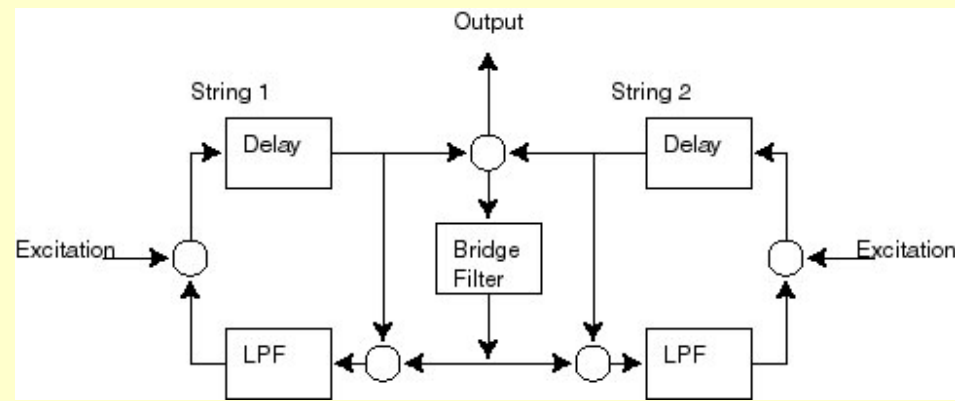 Output
String 1
String 2
Delay
Delay
Excitation
Bridge
Filter
Excitation
LPF
LPF